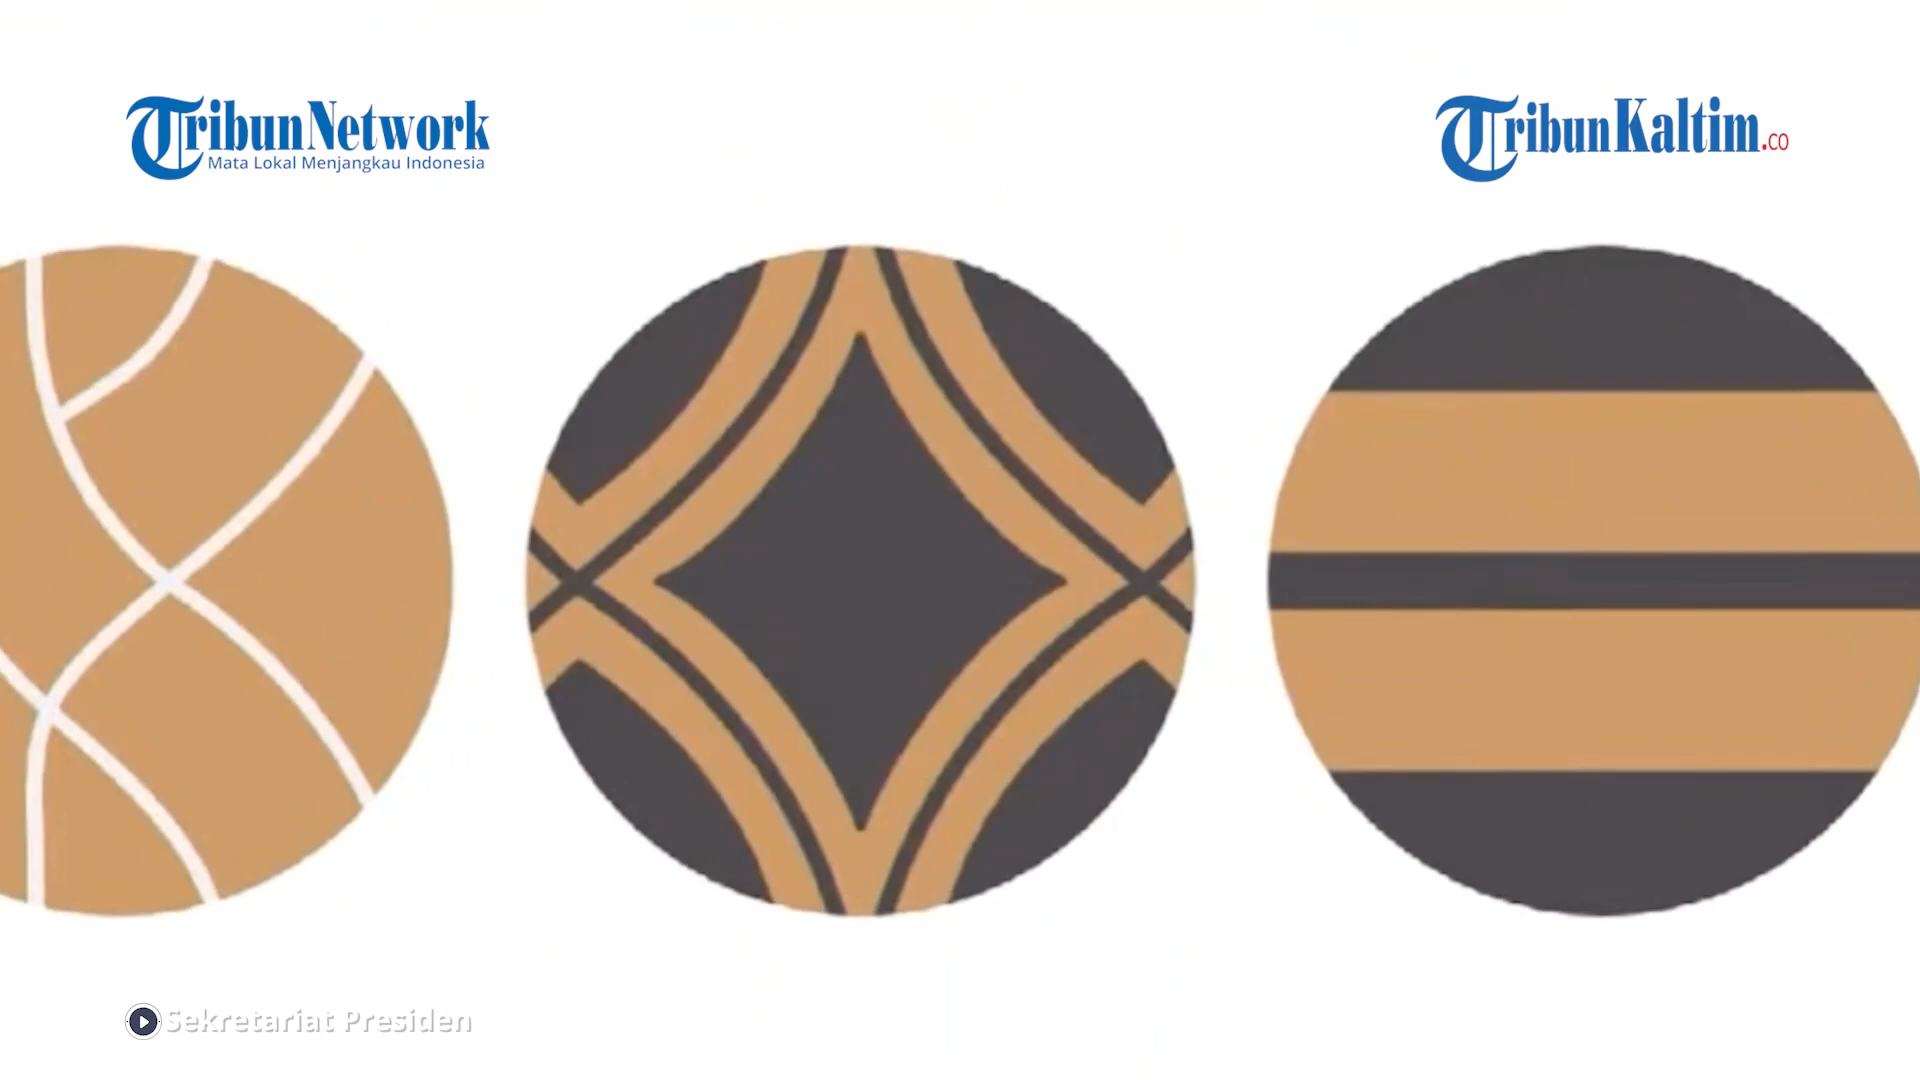 TribunNetwork
Mata Lokal Menjangkau Indonesia
TribunKaltim.co
Sekretariat Presiden